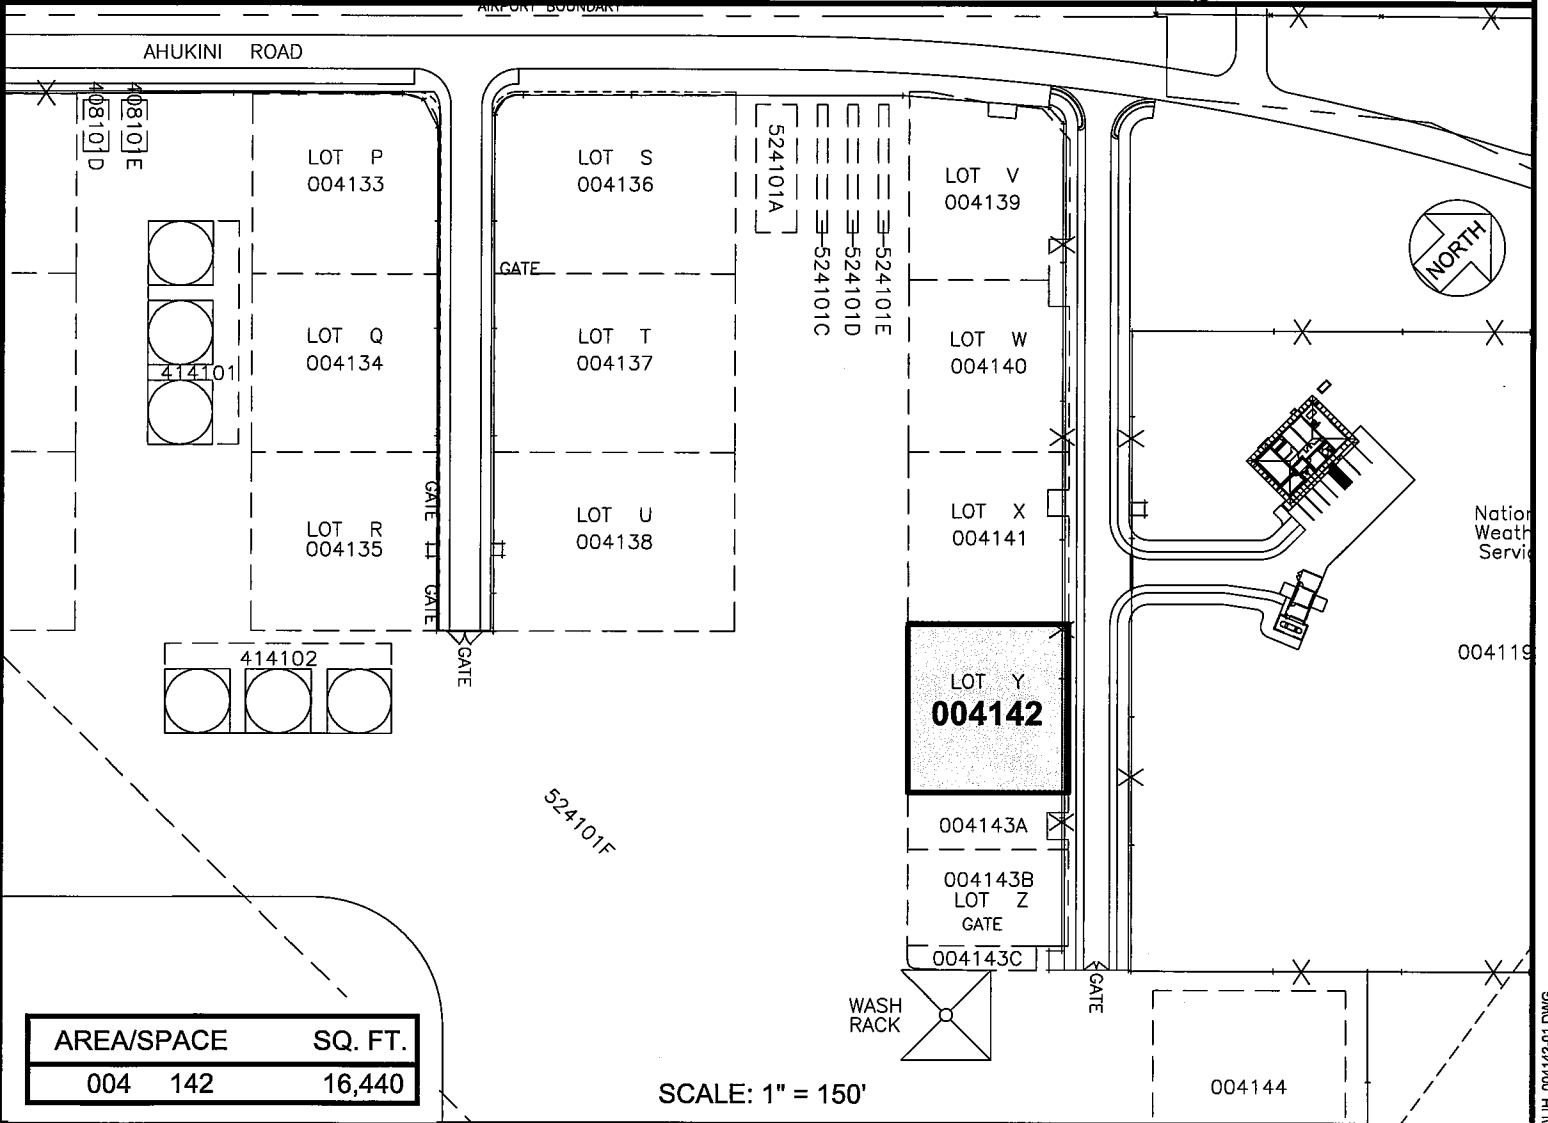 AIRPORT BOUNDARY
AHUKINI ROAD
408101D
408101E
LOT P
004133
LOT S
004136
524101A
524101C
524101D
524101E
LOT V
004139
NORTH
GATE
LOT Q
004134
LOT T
004137
LOT W
004140
414101
GATE
LOT R
004135
GATE
LOT U
004138
LOT X
004141
414102
GATE
LOT Y
004142
004119
524101F
004143A
004143B
LOT Z
GATE
004143C
WASH
RACK
GATE
004144
AREA/SPACE SQ. FT.
004 142 16,440
SCALE: 1" = 150'